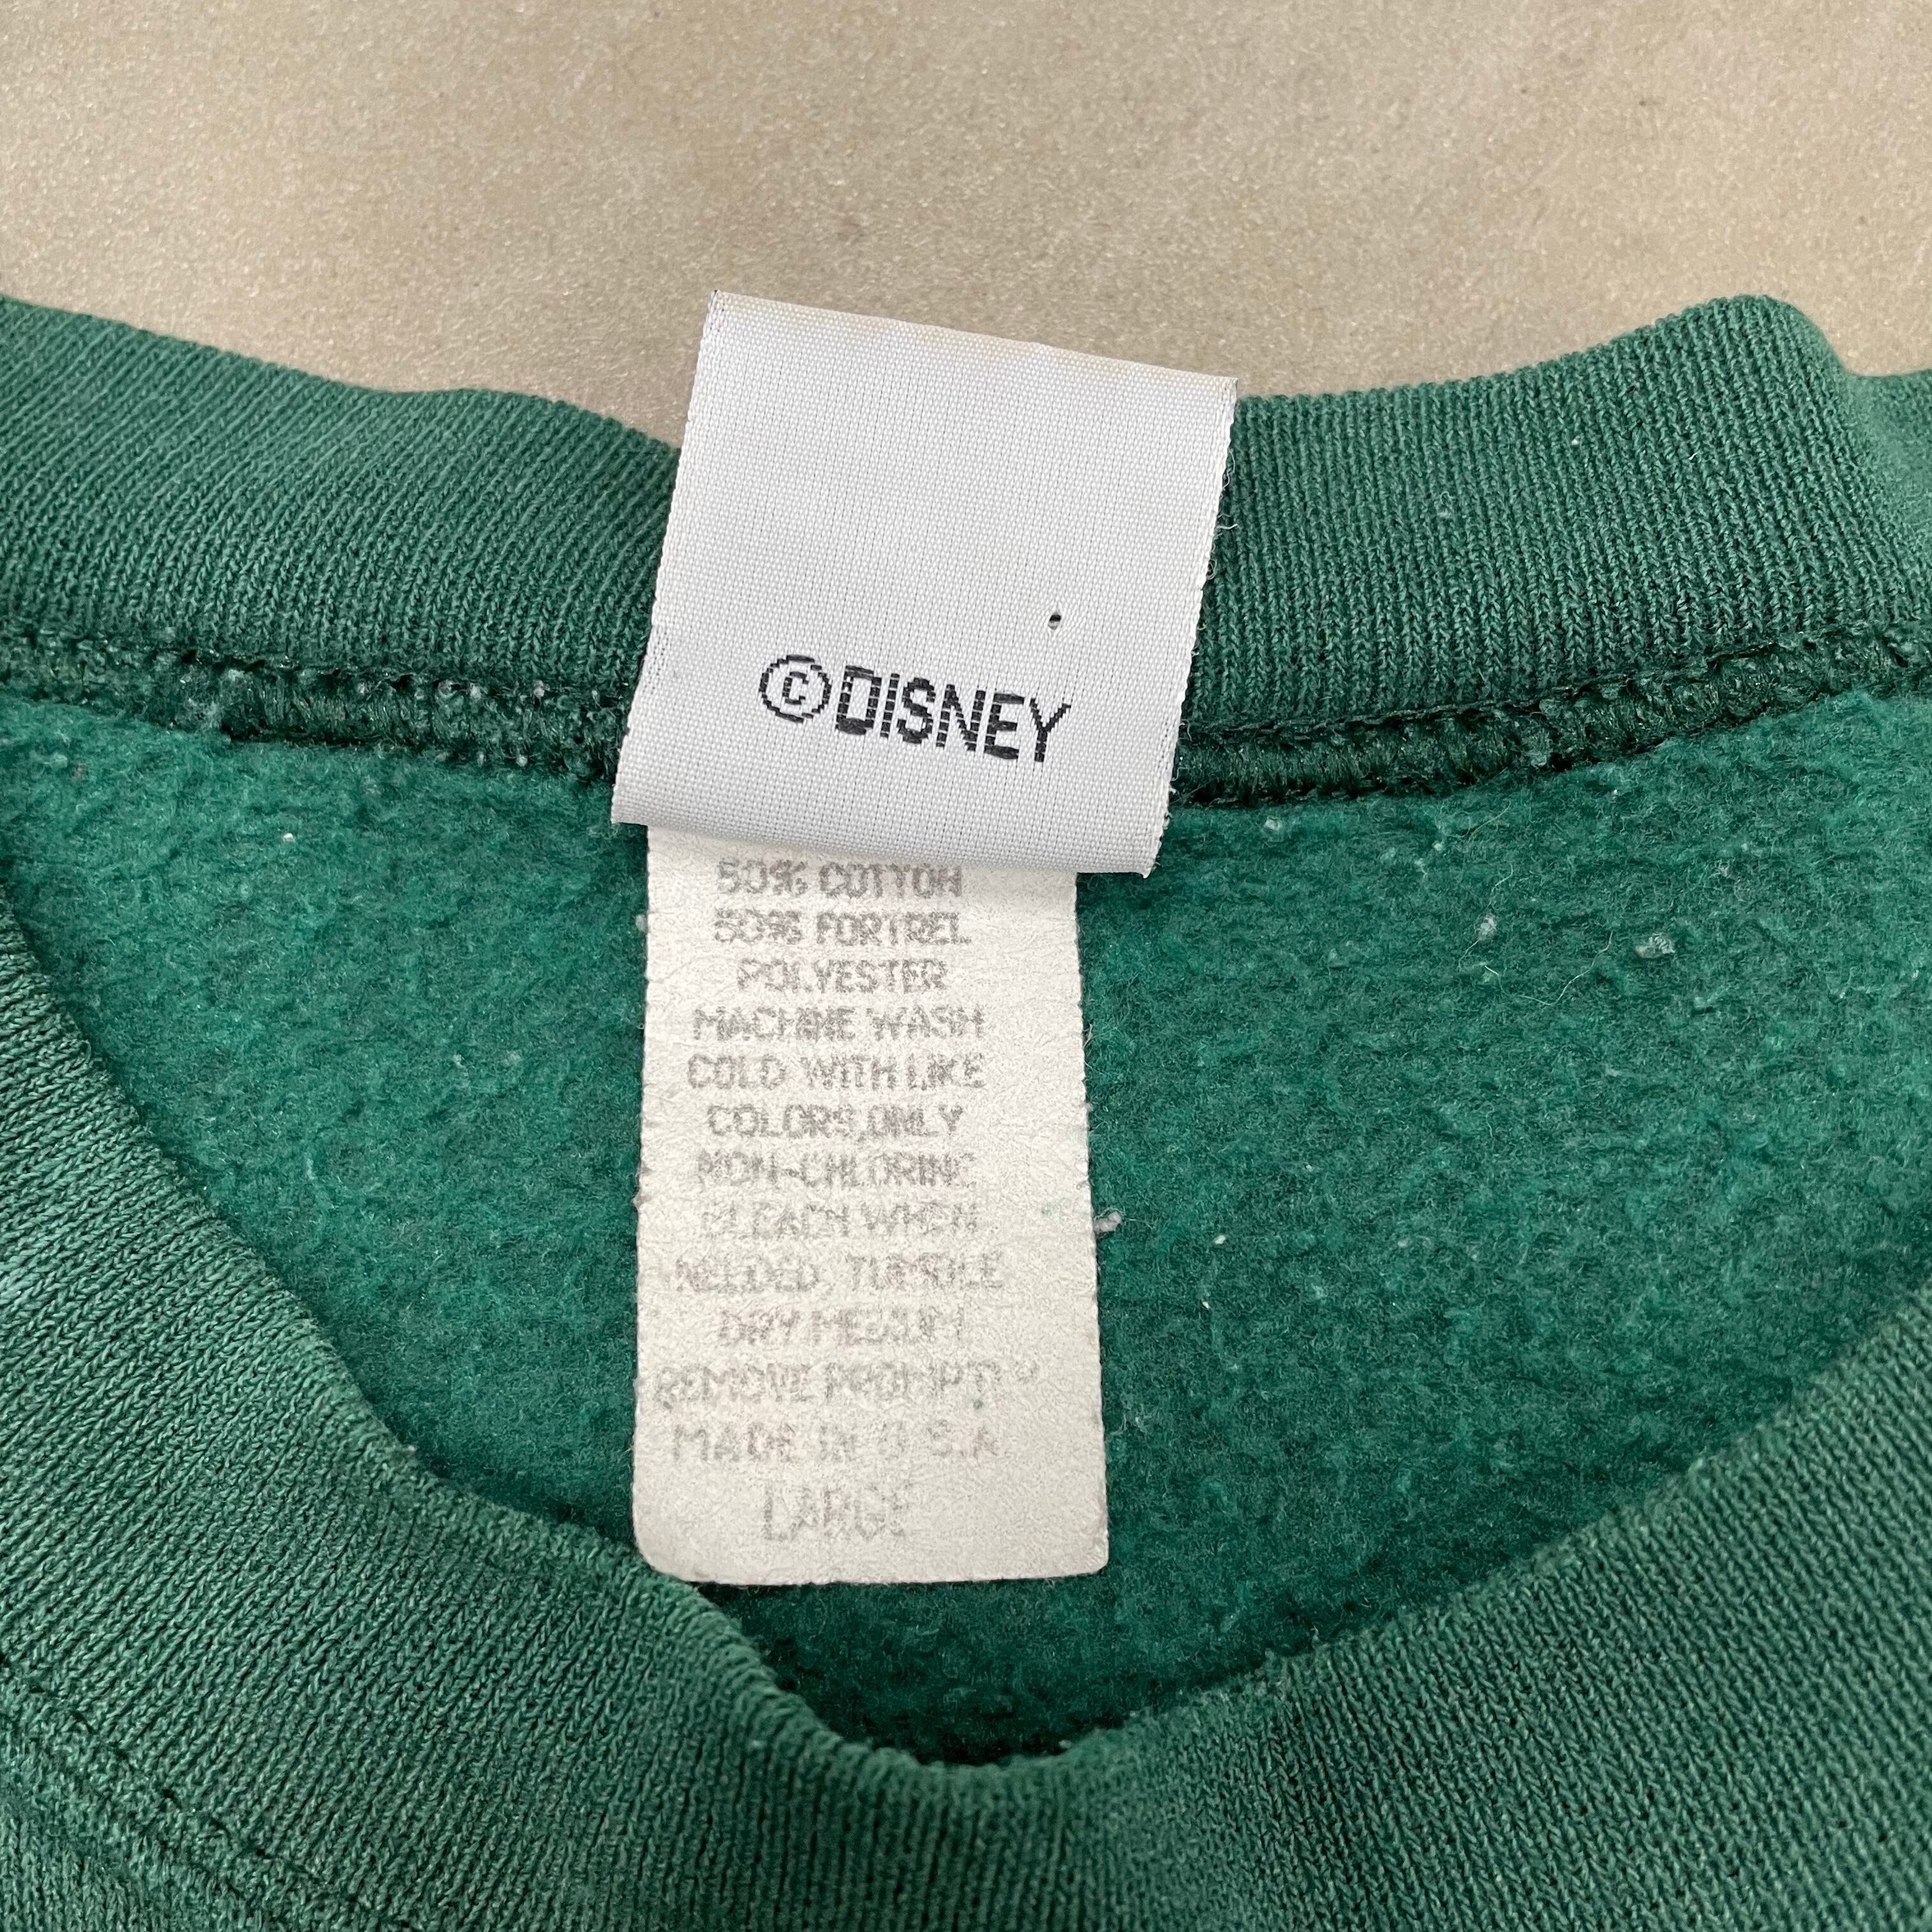 ©DISNEY
50% COTTON
50% FORTREL
POLYESTER
MACHINE WASH
COLD WITH LIKE
COLORS, ONLY
NON-CHLORINE
BLEACH WHEN
NEEDED, TUMBLE
DRY MEDIUM
REMOVE PROMPTLY
MADE IN U.S.A
LARGE